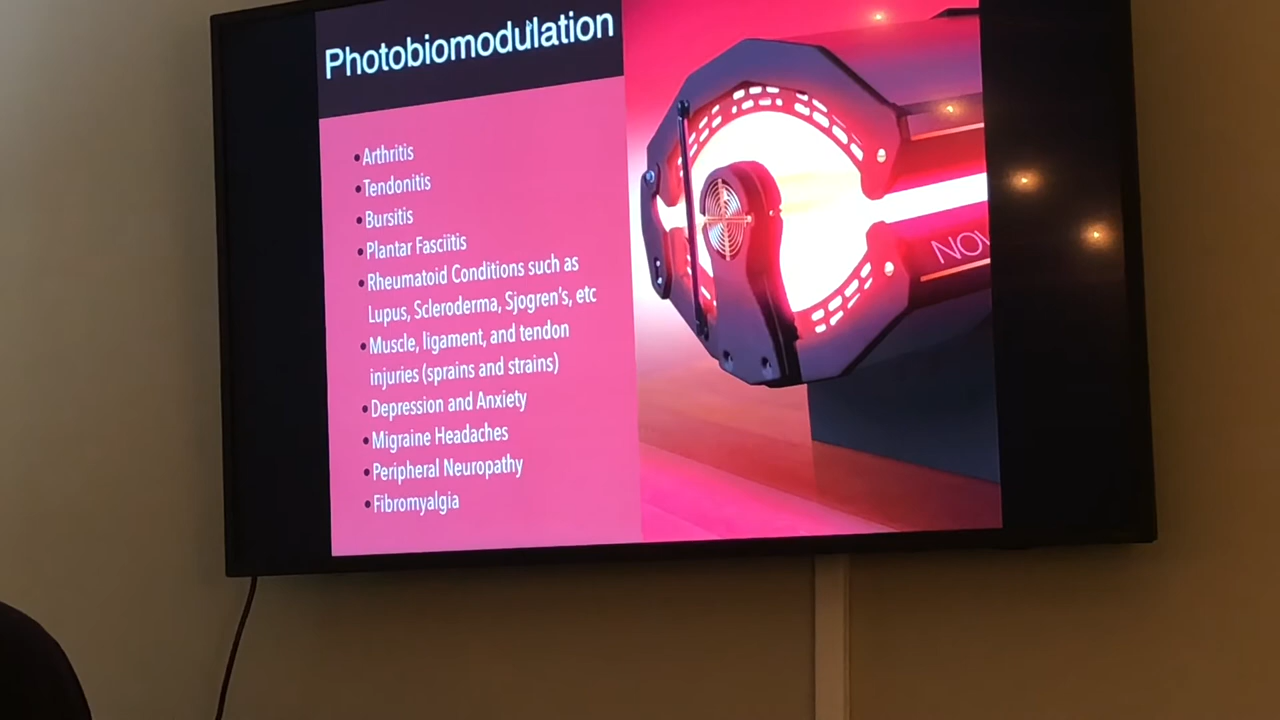 Photobiomodulation
•Arthritis
•Tendonitis
•Bursitis
•Plantar Fasciitis
•Rheumatoid Conditions such as
Lupus, Scleroderma, Sjogren's, etc
•Muscle, ligament, and tendon
injuries (sprains and strains)
•Depression and Anxiety
•Migraine Headaches
•Peripheral Neuropathy
•Fibromyalgia